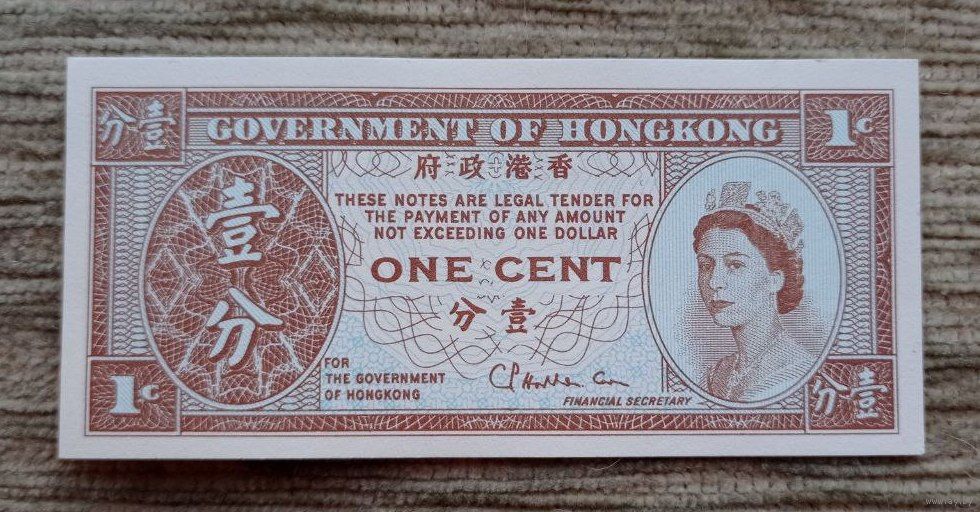 分壹
GOVERNMENT OF HONGKONG
1c
府政港香
THESE NOTES ARE LEGAL TENDER FOR
THE PAYMENT OF ANY AMOUNT
NOT EXCEEDING ONE DOLLAR
ONE CENT
分壹
壹
分
FOR
THE GOVERNMENT
OF HONGKONG
FINANCIAL SECRETARY
1c
分壹